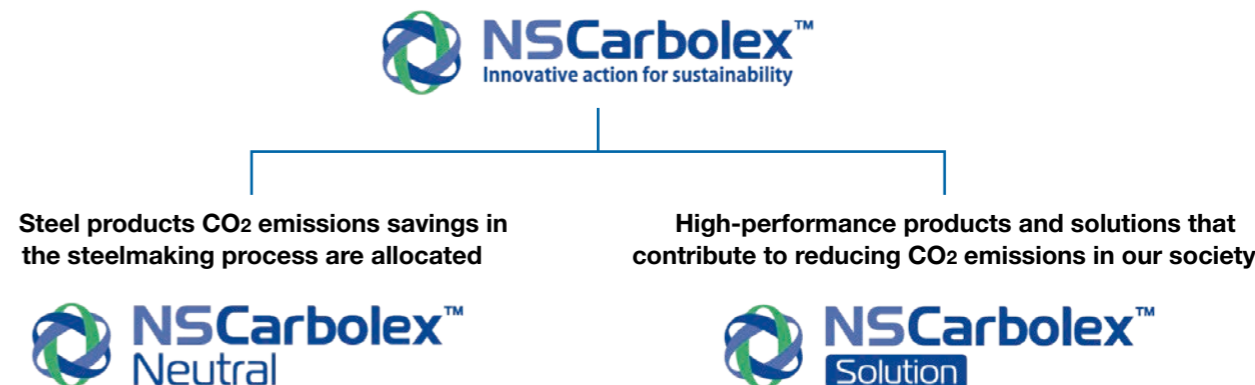 NSCarbolex™
Innovative action for sustainability
Steel products CO2 emissions savings in
the steelmaking process are allocated
NSCarbolex™
Neutral
High-performance products and solutions that
contribute to reducing CO2 emissions in our society
NSCarbolex™
Solution